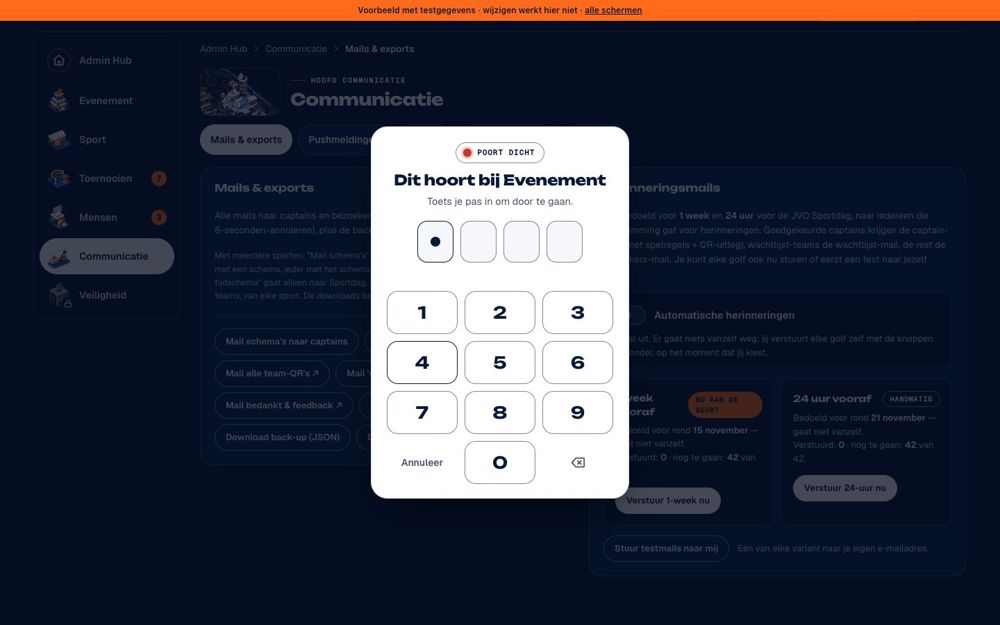 Voorbeeld met testgegevens · wijzigen werkt hier niet · alle schermen
Admin Hub
Evenement
Sport
Toernooien 7
Mensen 3
Communicatie
Veiligheid
Admin Hub > Communicatie > Mails & exports
HOOFD COMMUNICATIE
Communicatie
Mails & exports
Pushmeldinge
Mails & exports
Alle mails naar captains en bezoeke
8-seconden-annuleren), plus de bac
Met meerdere sporten: "Mail schema's"
met een schema, ieder met het schema
tijdschema" gaat alleen naar Sportdag.
teams, van elke sport. De downloads be
Mail schema's naar captains
Mail alle team-QR's ↗
Mail
Mail bedankt & feedback ↗
Download back-up (JSON)
POORT DICHT
Dit hoort bij Evenement
Toets je pas in om door te gaan.
1 2 3
4 5 6
7 8 9
Annuleer 0
nneringsmails
edoeld voor 1 week en 24 uur voor de JVO Sportdag, naar iedereen die
emming gaf voor herinneringen. Goedgekeurde captains krijgen de captain-
met spelregels + QR-uitleg), wachtlijst-teams de wachtlijst-mail, de rest de
kers-mail. Je kunt elke golf ook nu sturen of eerst een test naar jezelf
Automatische herinneringen
at uit. Er gaat niets vanzelf weg: jij verstuurt elke golf zelf met de knoppen
onder, op het moment dat jij kiest.
week
oraf
NU AAN DE
BEURT
doeld voor rond 15 november —
at niet vanzelf.
stuurd: 0 · nog te gaan: 42 van
Verstuur 1-week nu
24 uur vooraf
HANDMATIG
Bedoeld voor rond 21 november —
gaat niet vanzelf.
Verstuurd: 0 · nog te gaan: 42 van
42.
Verstuur 24-uur nu
Stuur testmails naar mij
Eén van elke variant naar je eigen e-mailadres.